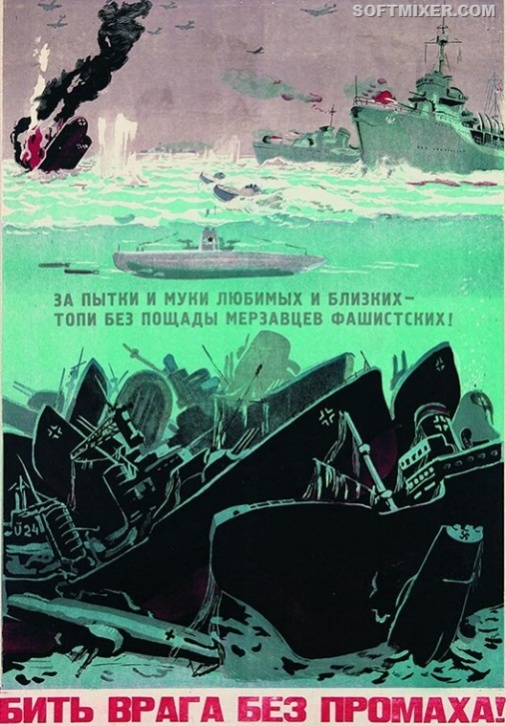 SOFTMIXER.COM
ЗА ПЫТКИ И МУКИ ЛЮБИМЫХ И БЛИЗКИХ–
ТОПИ БЕЗ ПОЩАДЫ МЕРЗАВЦЕВ ФАШИСТСКИХ!
U 24
БИТЬ ВРАГА БЕЗ ПРОМАХА!